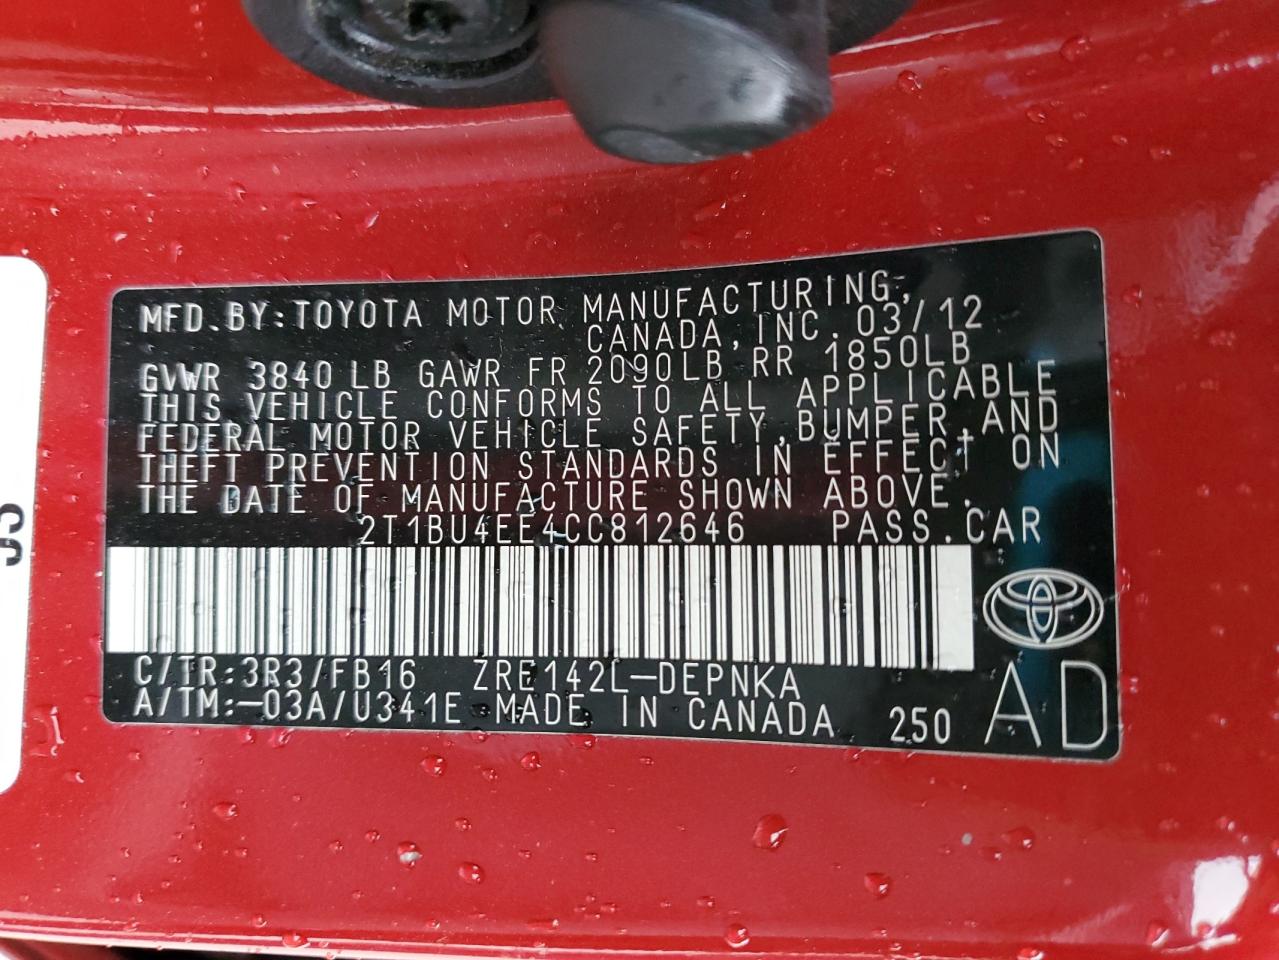 MFD.BY:TOYOTA MOTOR MANUFACTURING,
CANADA,INC.03/12
GVWR 3840 LB GAWR FR 2090LB RR 1850LB
THIS VEHICLE CONFORMS TO ALL APPLICABLE
FEDERAL MOTOR VEHICLE SAFETY,BUMPER,AND
THEFT PREVENTION STANDARDS IN EFFECT ON
THE DATE OF MANUFACTURE SHOWN ABOVE.
2T1BU4EE4CC812646 PASS.CAR
C/TR:3R3/FB16 ZRE142L-DEPNKA
A/TM:-03A/U341E MADE IN CANADA 250 AD